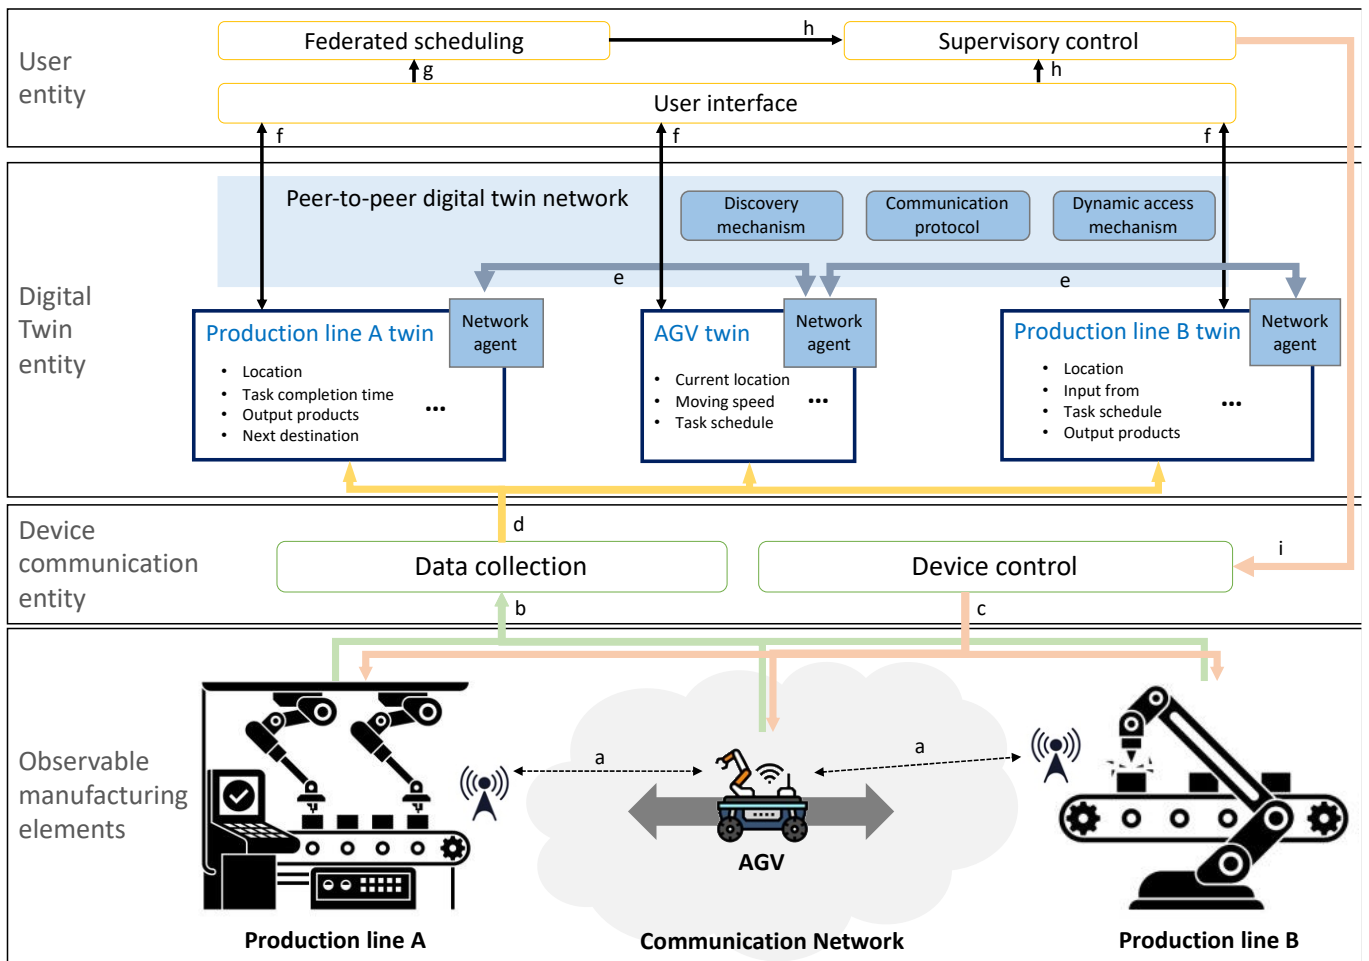 User
entity
Federated scheduling
h
Supervisory control
g
h
User interface
f
f
f
Digital
Twin
entity
Peer-to-peer digital twin network
Discovery
mechanism
Communication
protocol
Dynamic access
mechanism
e
e
Production line A twin
Network
agent
• Location
• Task completion time
• Output products
• Next destination
...
AGV twin
Network
agent
• Current location
• Moving speed
• Task schedule
...
Production line B twin
Network
agent
• Location
• Input from
• Task schedule
• Output products
...
Device
communication
entity
d
Data collection
Device control
i
b
c
Observable
manufacturing
elements
a
a
AGV
Production line A
Communication Network
Production line B